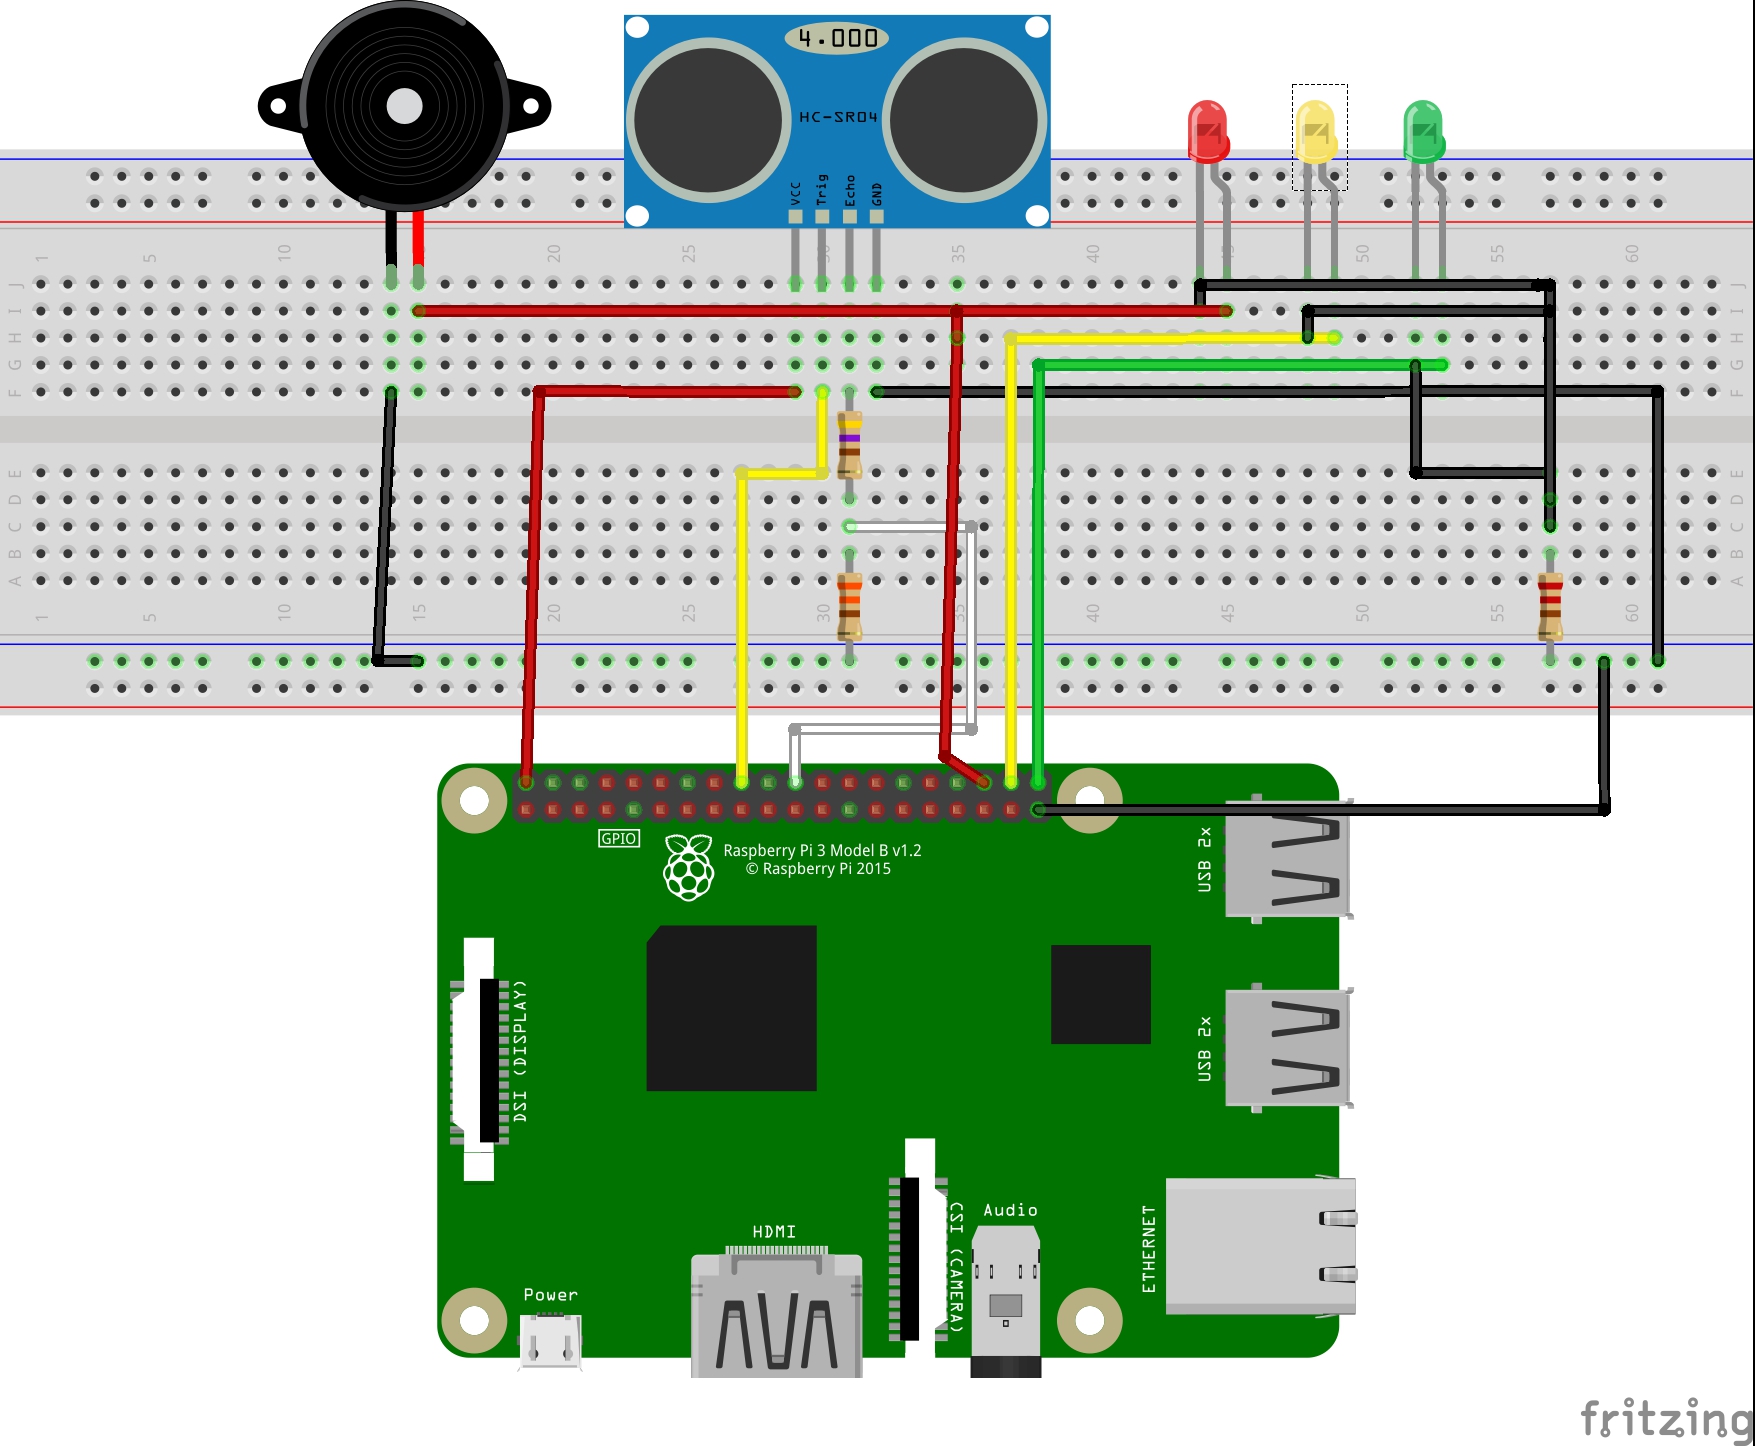 4.000
HC-SR04
VCC
Trig
Echo
GND
1 5 10 15 20 25 30 35 40 45 50 55 60
J J
I I
H H
G G
F F
E E
D D
C C
B B
A A
1 5 10 15 20 25 30 35 40 45 50 55 60
GPIO
Raspberry Pi 3 Model B v1.2
© Raspberry Pi 2015
USB 2x
DSI (DISPLAY)
USB 2x
CSI (CAMERA)
Audio
ETHERNET
HDMI
Power
fritzing